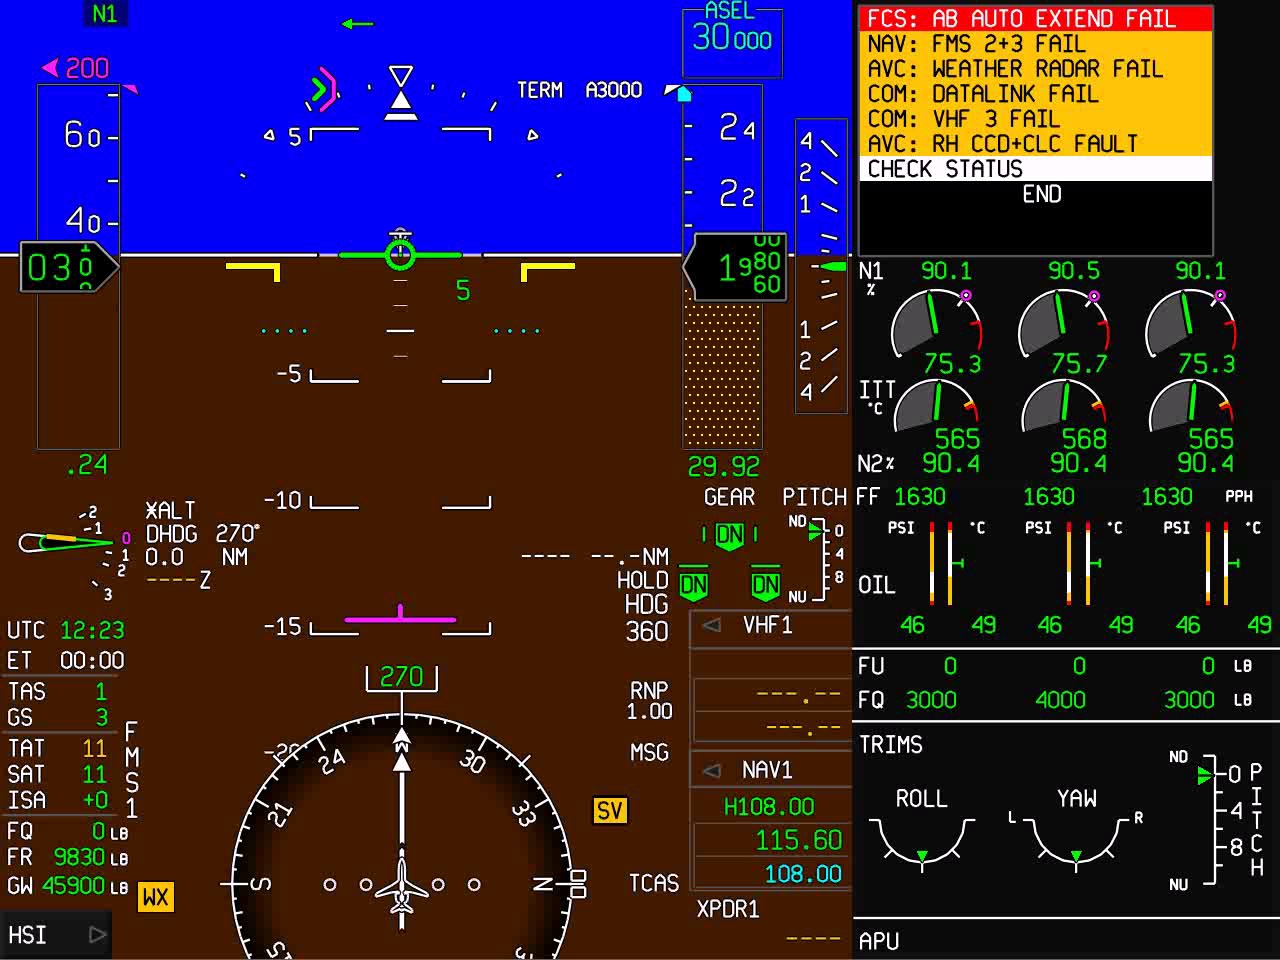 N1
200
60
40
030
.24
ASEL
30000
TERM A3000
5
5
-5
-10
-15
-20
24
22
1980
60
29.92
4
2
1
1
2
4
FCS: AB AUTO EXTEND FAIL
NAV: FMS 2+3 FAIL
AVC: WEATHER RADAR FAIL
COM: DATALINK FAIL
COM: VHF 3 FAIL
AVC: RH CCD+CLC FAULT
CHECK STATUS
END
N1 90.1 90.5 90.1
%
75.3 75.7 75.3
ITT
°C
565 568 565
N2% 90.4 90.4 90.4
FF 1630 1630 1630 PPH
PSI °C PSI °C PSI °C
OIL
46 49 46 49 46 49
FU 0 0 0 LB
FQ 3000 4000 3000 LB
TRIMS
ROLL
YAW
L R
ND
0
4
8
NU
PITCH
APU
ALT
DHDG 270°
0.0 NM
----Z
-2
-1
0
1
2
3
---- --.-NM
HOLD
HDG
360
RNP
1.00
MSG
TCAS
GEAR PITCH
DN
DN DN
ND
0
4
8
NU
VHF1
---.--
---.--
NAV1
H108.00
115.60
108.00
XPDR1
----
UTC 12:23
ET 00:00
TAS 1
GS 3
TAT 11
SAT 11
ISA +0
FQ 0 LB
FR 9830 LB
GW 45900 LB
FMS1
HSI
WX
SV
270
24
30
21
33
S
N
15